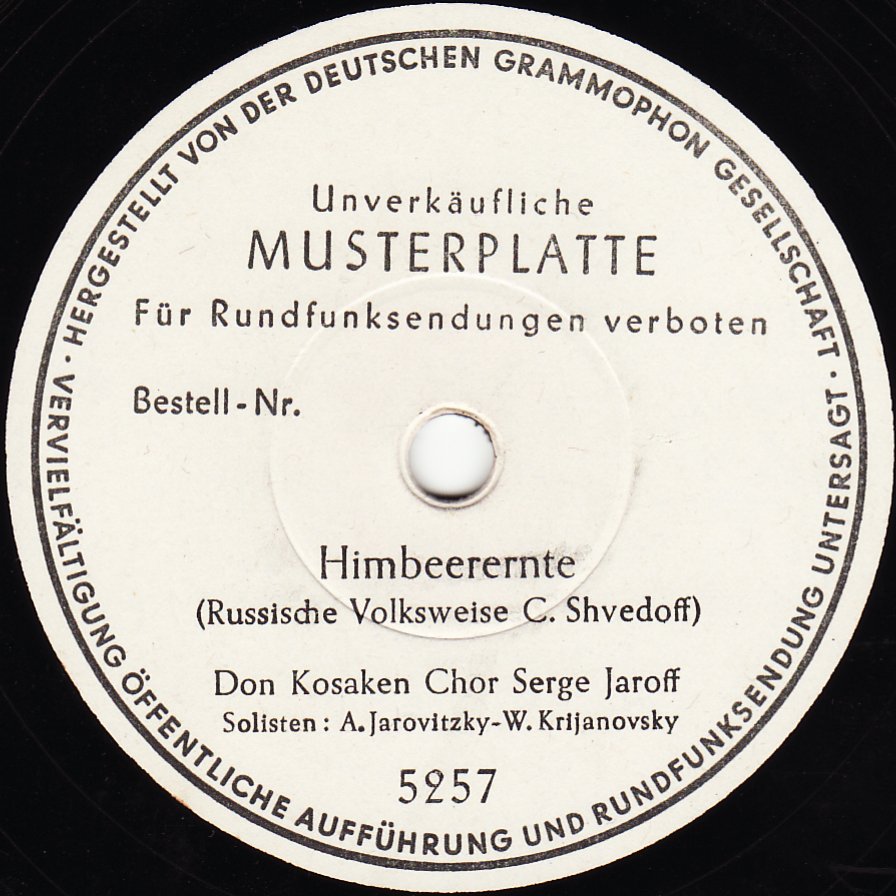 HERGESTELLT VON DER DEUTSCHEN GRAMMOPHON GESELLSCHAFT ·
VERVIELFÄLTIGUNG ÖFFENTLICHE AUFFÜHRUNG UND RUNDFUNKSENDUNG UNTERSAGT ·
Unverkäufliche
MUSTERPLATTE
Für Rundfunksendungen verboten
Bestell-Nr.
Himbeerernte
(Russische Volksweise C. Shvedoff)
Don Kosaken Chor Serge Jaroff
Solisten: A. Jarovitzky-W. Krijanovsky
5257